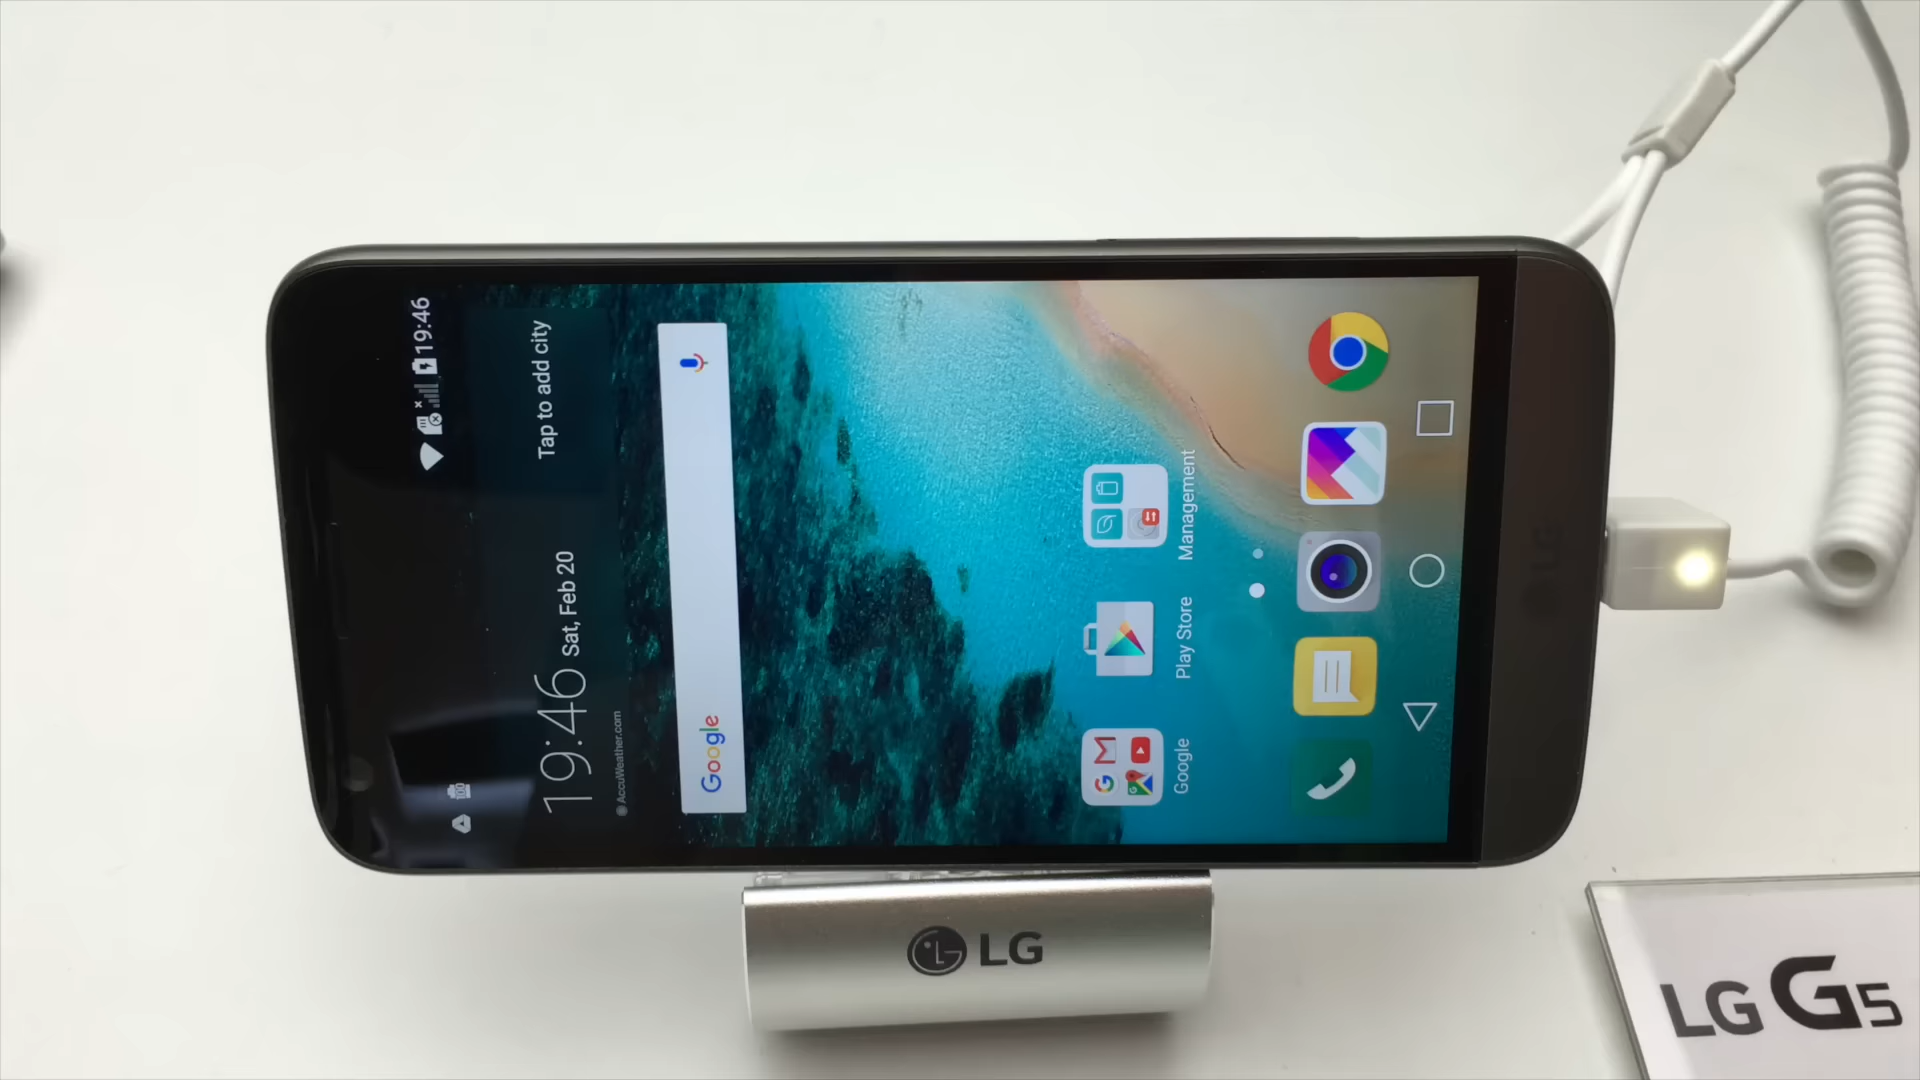 19:46
Tap to add city
19:46 Sat, Feb 20
AccuWeather.com
Google
Google
Play Store
Management
LG
LG
LG G5